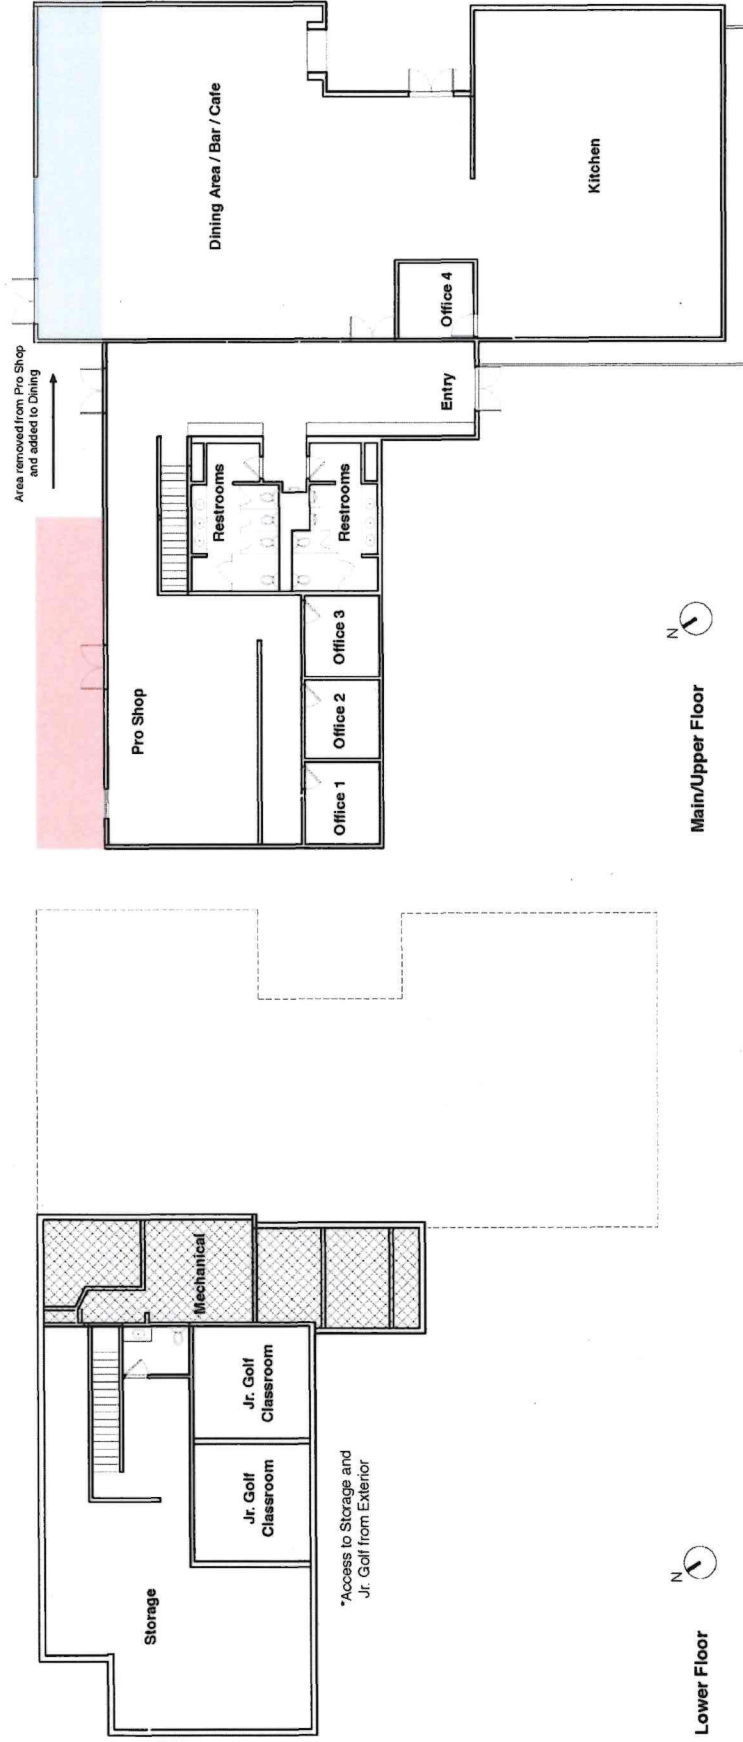 Area removed from Pro Shop
and added to Dining
Dining Area / Bar / Cafe
Kitchen
Office 4
Entry
Restrooms
Restrooms
Pro Shop
Office 3
Office 2
Office 1
N
Main/Upper Floor
Mechanical
Jr. Golf
Classroom
Jr. Golf
Classroom
Storage
*Access to Storage and
Jr. Golf from Exterior
N
Lower Floor